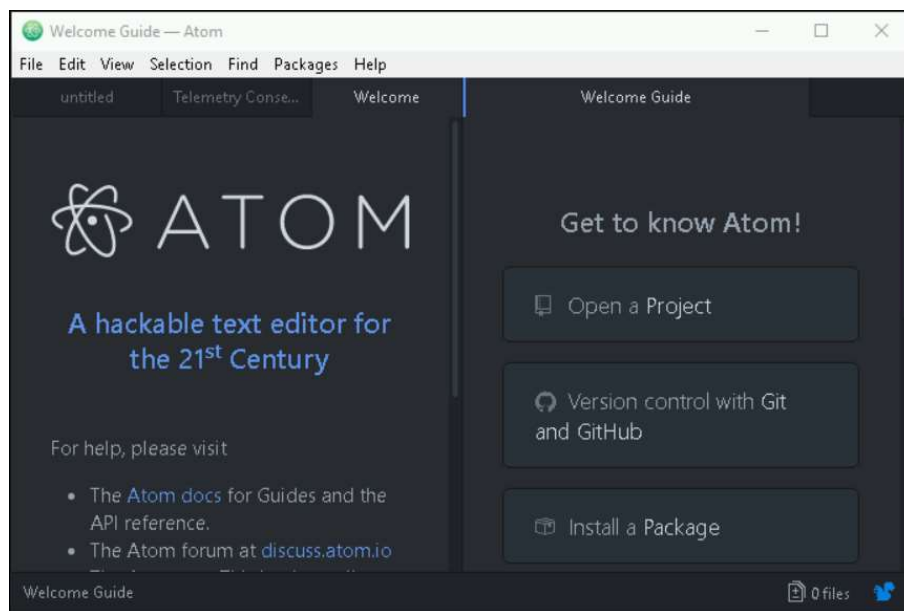 Welcome Guide — Atom
File Edit View Selection Find Packages Help
untitled Telemetry Conse... Welcome Welcome Guide
ATOM
A hackable text editor for
the 21st Century
For help, please visit
• The Atom docs for Guides and the
API reference.
• The Atom forum at discuss.atom.io
Get to know Atom!
Open a Project
Version control with Git
and GitHub
Install a Package
Welcome Guide 0 files